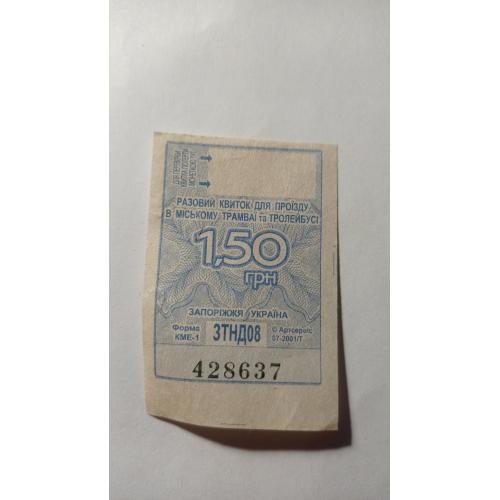 РАЗОВИЙ КВИТОК ДЛЯ ПРОЇЗДУ
В МІСЬКОМУ ТРАМВАЇ та ТРОЛЕЙБУСІ
1,50
грн
ЗАПОРІЖЖЯ УКРАЇНА
Форма
КМЕ-1
ЗТНД08
© Артсервіс
07-2001/Т
428637